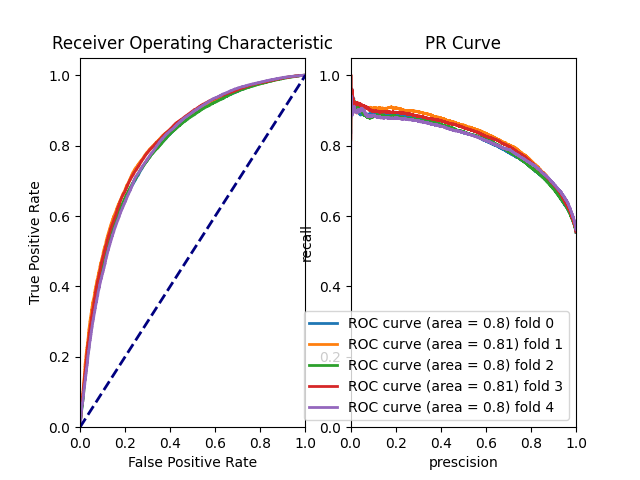 Receiver Operating Characteristic
PR Curve
True Positive Rate
1.0
0.8
0.6
0.4
0.2
0.0
0.0 0.2 0.4 0.6 0.8 1.0
False Positive Rate
recall
1.0
0.8
0.6
0.4
0.2
0.0
ROC curve (area = 0.8) fold 0
ROC curve (area = 0.81) fold 1
ROC curve (area = 0.8) fold 2
ROC curve (area = 0.81) fold 3
ROC curve (area = 0.8) fold 4
0.0 0.2 0.4 0.6 0.8 1.0
prescision